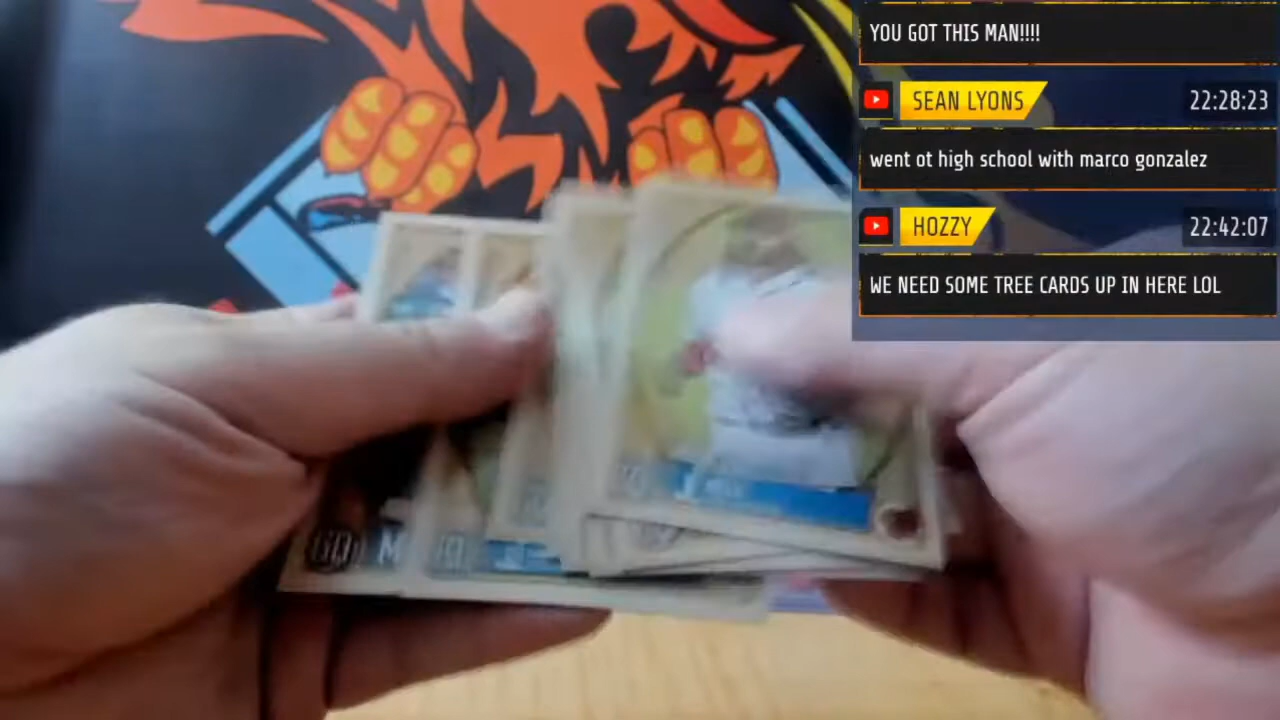 YOU GOT THIS MAN!!!!
SEAN LYONS 22:28:23
went ot high school with marco gonzalez
HOZZY 22:42:07
WE NEED SOME TREE CARDS UP IN HERE LOL